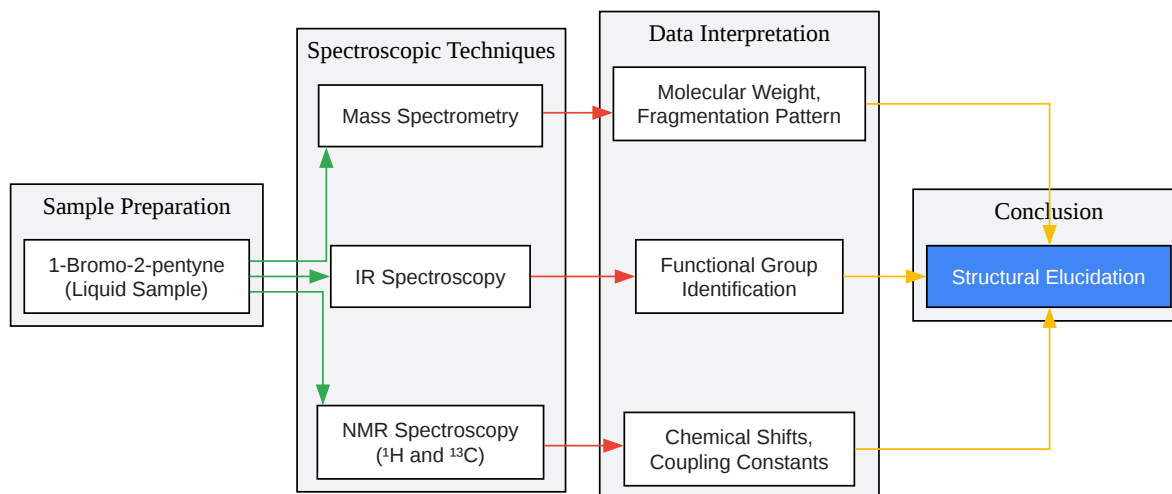 Sample Preparation
1-Bromo-2-pentyne
(Liquid Sample)
Spectroscopic Techniques
Mass Spectrometry
IR Spectroscopy
NMR Spectroscopy
(¹H and ¹³C)
Data Interpretation
Molecular Weight,
Fragmentation Pattern
Functional Group
Identification
Chemical Shifts,
Coupling Constants
Conclusion
Structural Elucidation